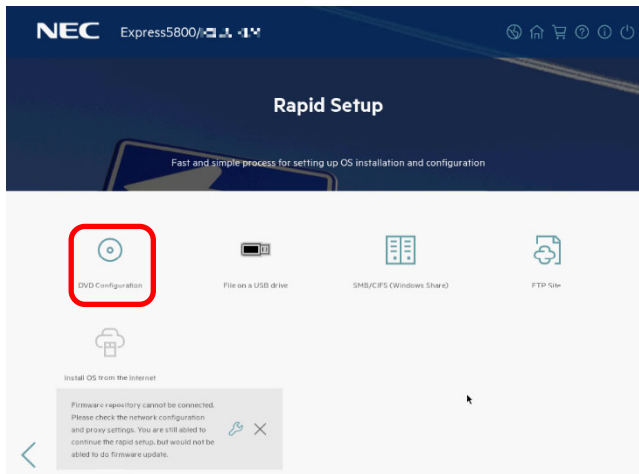 NEC Express5800/
Rapid Setup
Fast and simple process for setting up OS installation and configuration
DVD Configuration
File on a USB drive
SMB/CIFS (Windows Share)
FTP Site
Install OS from the Internet
Firmware repository cannot be connected.
Please check the network configuration
and proxy settings. You are still abled to
continue the rapid setup, but would not be
abled to do firmware update.